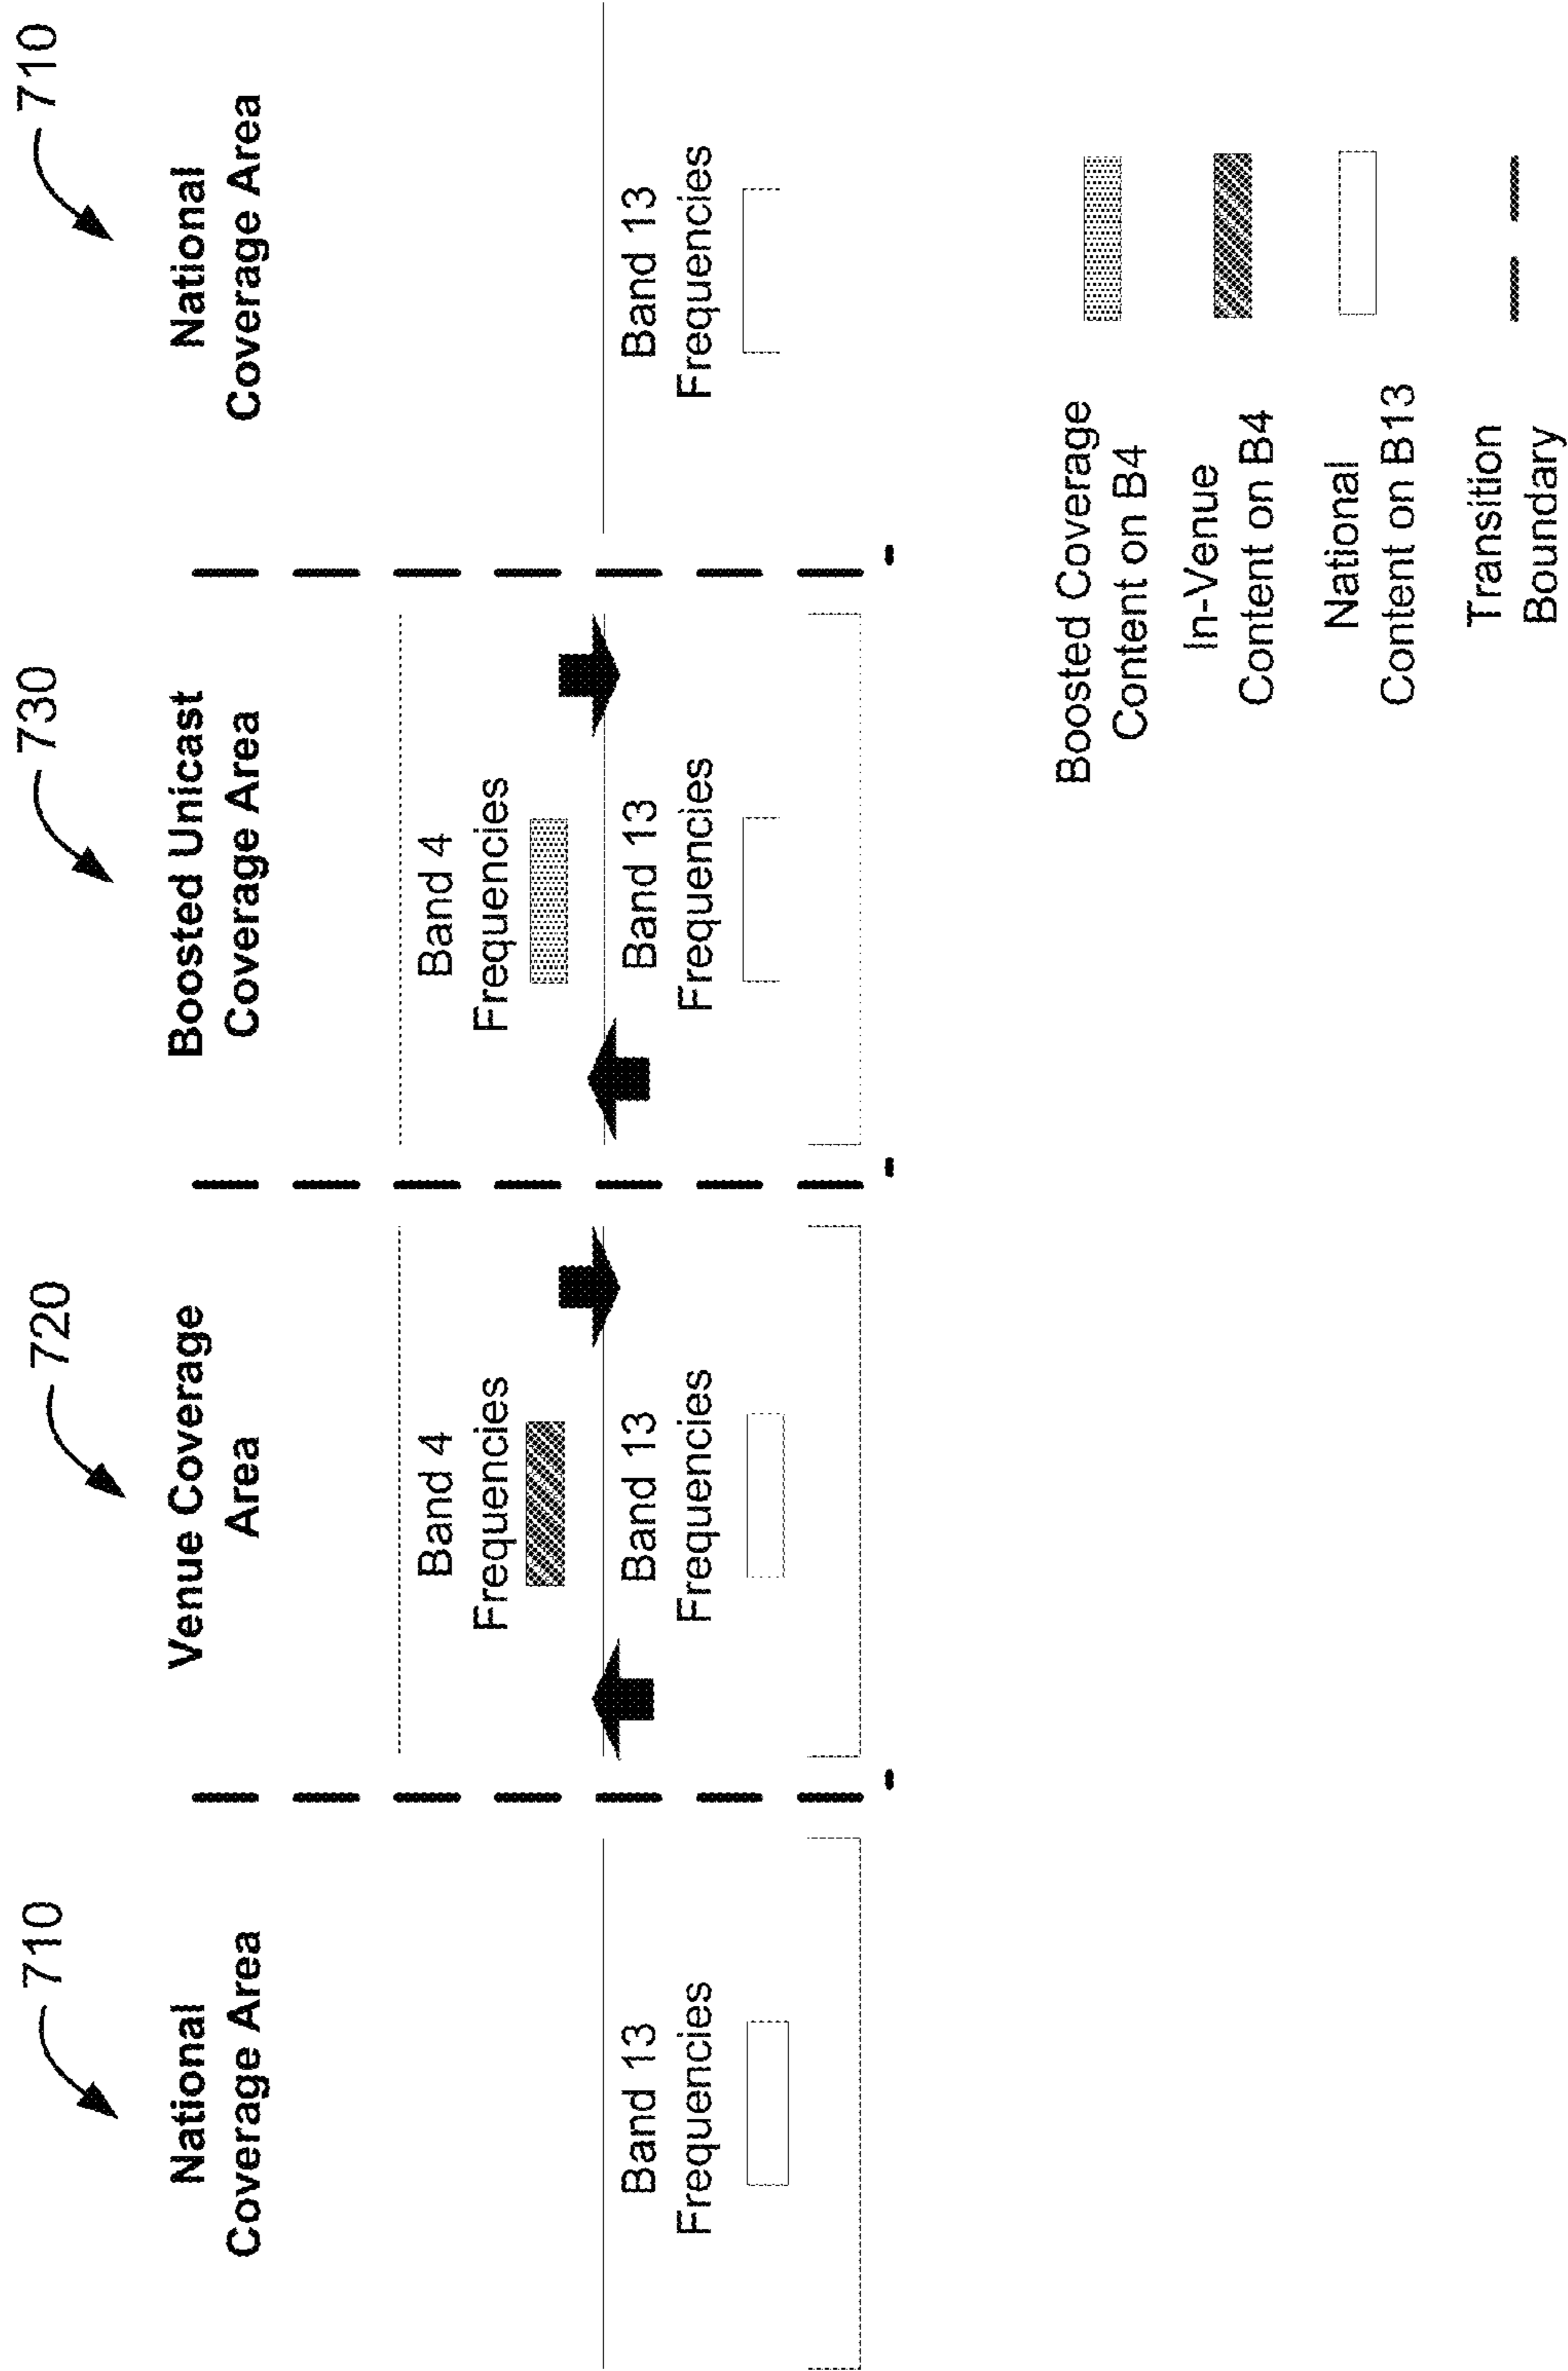 710
National
Coverage Area
Band 13
Frequencies
720
Venue Coverage
Area
Band 4
Frequencies
Band 13
Frequencies
730
Boosted Unicast
Coverage Area
Band 4
Frequencies
Band 13
Frequencies
710
National
Coverage Area
Band 13
Frequencies
Boosted Coverage
Content on B4
In-Venue
Content on B4
National
Content on B13
Transition
Boundary